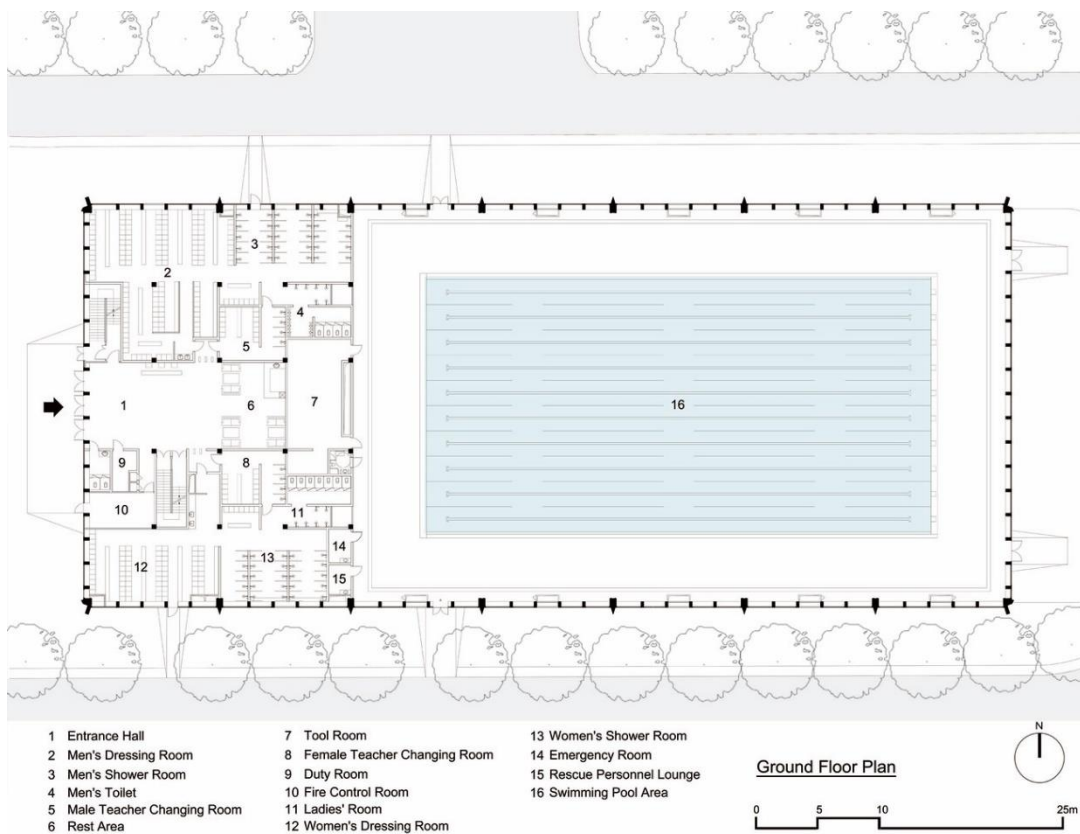 3
2
4
5
16
1
6
7
9
8
10
11
14
13
12
15
1 Entrance Hall
2 Men's Dressing Room
3 Men's Shower Room
4 Men's Toilet
5 Male Teacher Changing Room
6 Rest Area
7 Tool Room
8 Female Teacher Changing Room
9 Duty Room
10 Fire Control Room
11 Ladies' Room
12 Women's Dressing Room
13 Women's Shower Room
14 Emergency Room
15 Rescue Personnel Lounge
16 Swimming Pool Area
Ground Floor Plan
N
0 5 10 25m